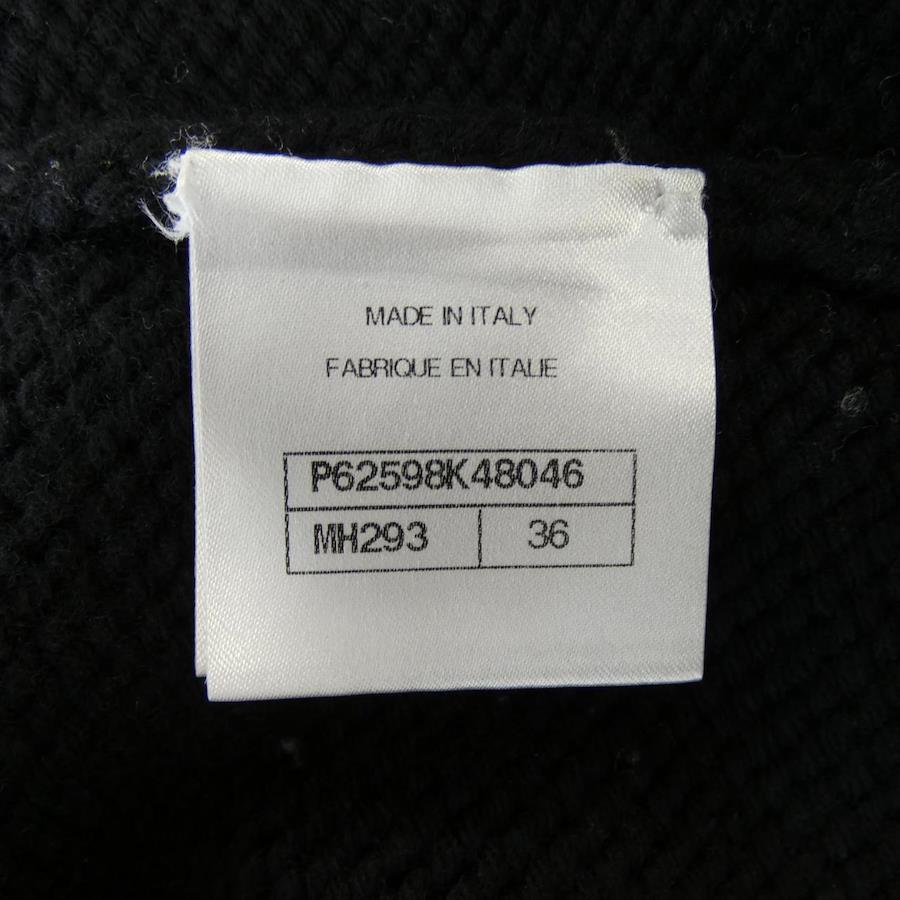 MADE IN ITALY
FABRIQUE EN ITALIE
P62598K48046
MH293 36